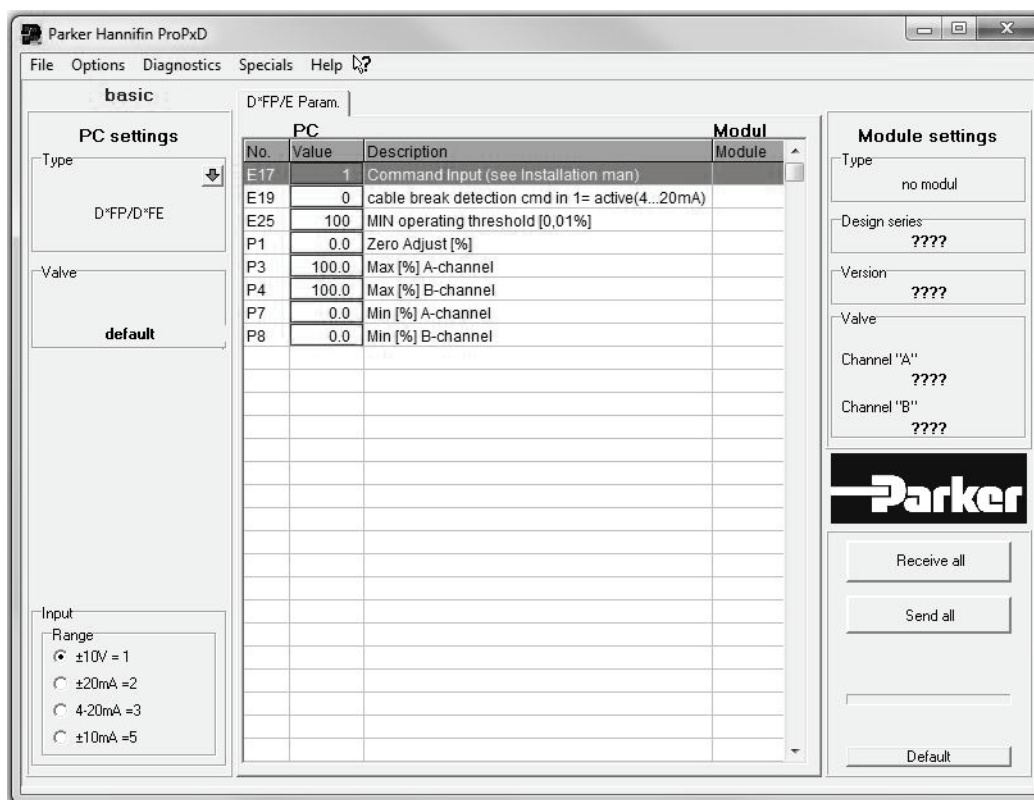 Parker Hannifin ProPxD
File Options Diagnostics Specials Help
basic
PC settings
Type
D*FP/D*FE
Valve
default
Input
Range
±10V = 1
±20mA =2
4-20mA =3
±10mA =5
D*FP/E Param.
PC Modul
No. Value Description Module
E17 1 Command Input (see Installation man)
E19 0 cable break detection cmd in 1= active(4...20mA)
E25 100 MIN operating threshold [0,01%]
P1 0.0 Zero Adjust [%]
P3 100.0 Max [%] A-channel
P4 100.0 Max [%] B-channel
P7 0.0 Min [%] A-channel
P8 0.0 Min [%] B-channel
Module settings
Type
no modul
Design series
????
Version
????
Valve
Channel "A"
????
Channel "B"
????
Parker
Receive all
Send all
Default